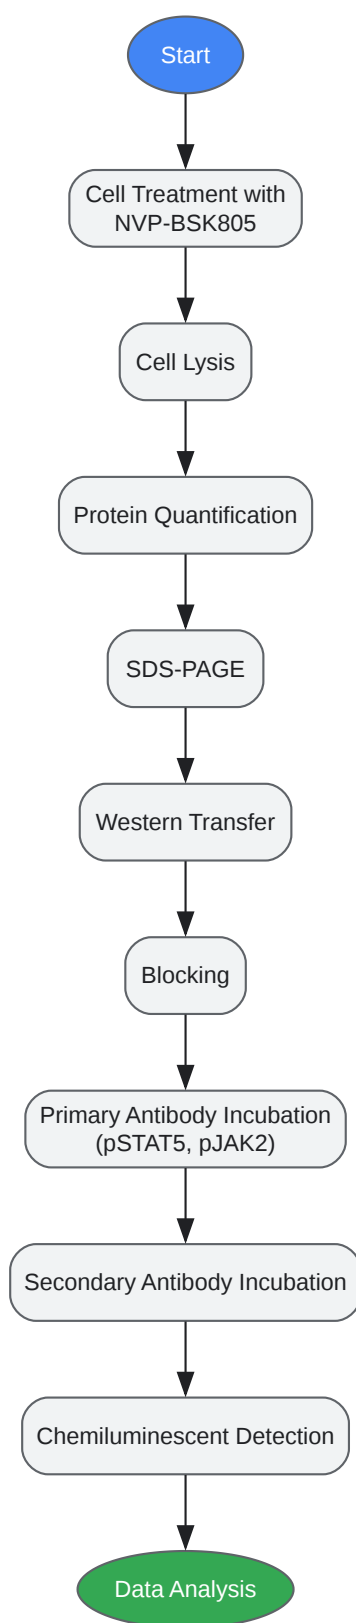 Start
Cell Treatment with
NVP-BSK805
Cell Lysis
Protein Quantification
SDS-PAGE
Western Transfer
Blocking
Primary Antibody Incubation
(pSTAT5, pJAK2)
Secondary Antibody Incubation
Chemiluminescent Detection
Data Analysis